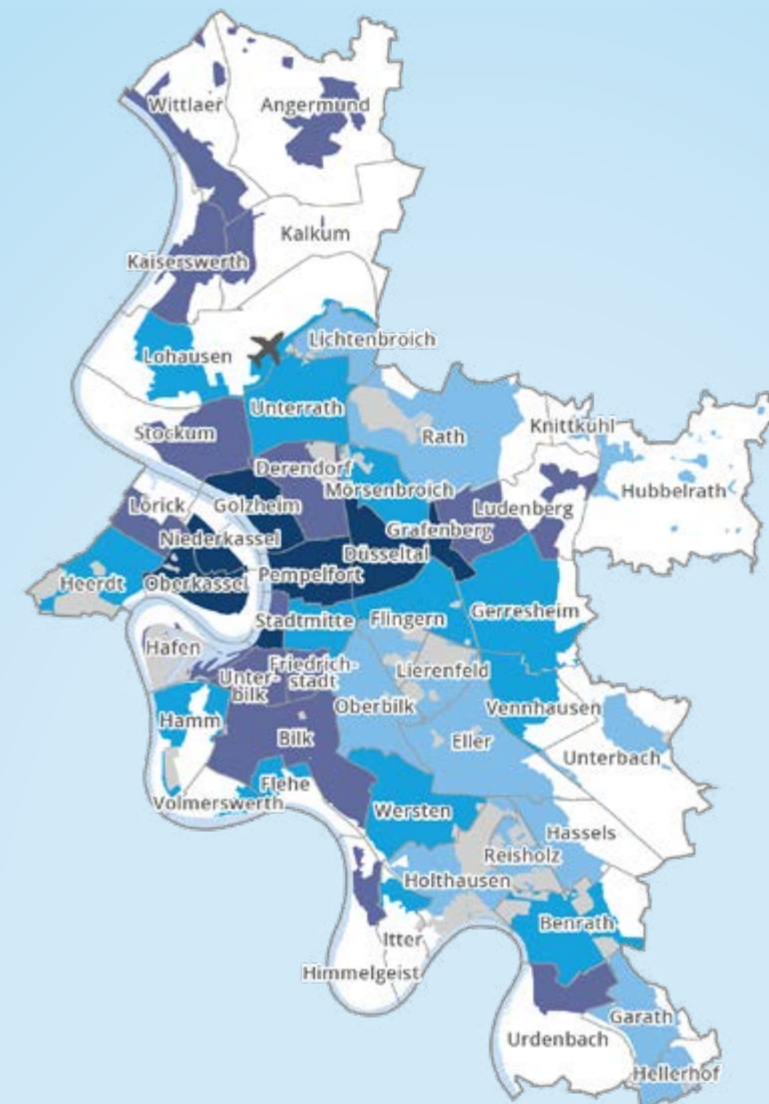 Wittlaer
Angermund
Kalkum
Kaiserswerth
Lichtenbroich
Lohausen
Unterrath
Rath
Knittkuhl
Stockum
Derendorf
Mörsenbroich
Hubbelrath
Lörick
Golzheim
Ludenberg
Grafenberg
Niederkassel
Düsseltal
Heerdt
Oberkassel
Pempelfort
Stadtmitte
Flingern
Gerresheim
Hafen
Friedrich-
stadt
Unter-
bilk
Lierenfeld
Oberbilk
Vennhausen
Hamm
Bilk
Eller
Unterbach
Flehe
Volmerswerth
Wersten
Hassels
Reisholz
Holthausen
Benrath
Itter
Himmelgeist
Garath
Urdenbach
Hellerhof